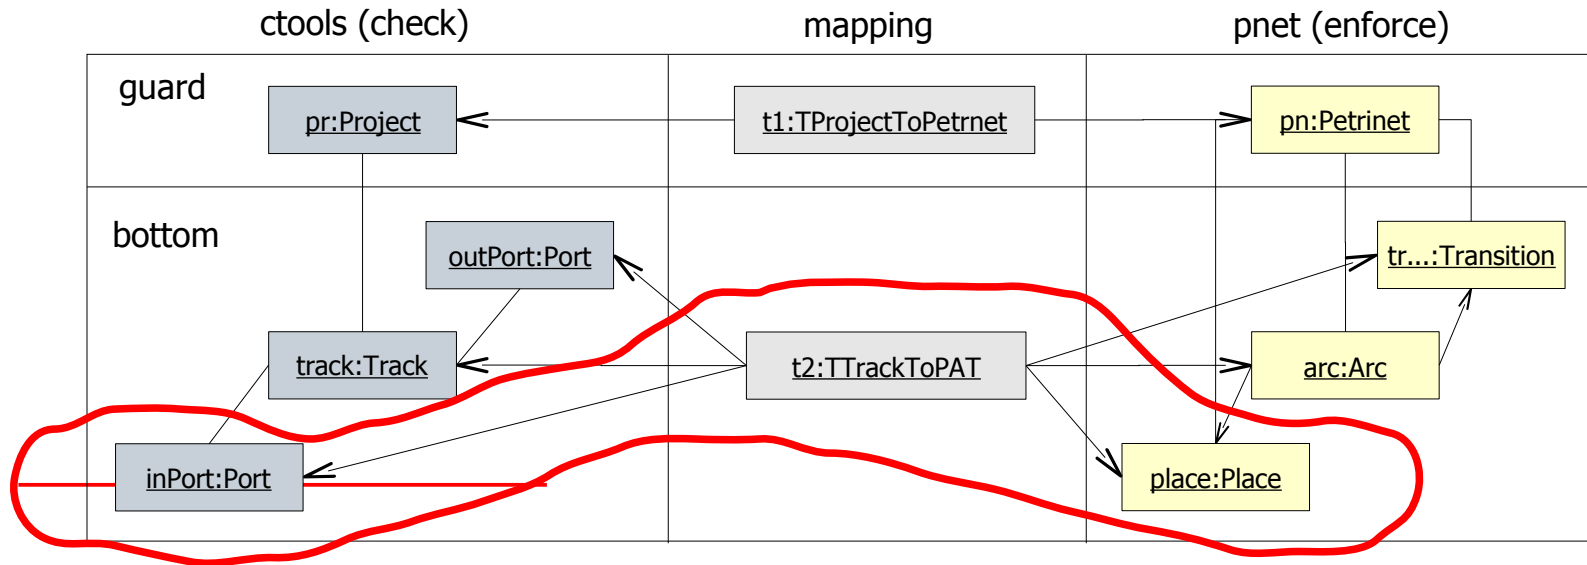 ctools (check) mapping pnet (enforce)
guard
pr:Project t1:TProjectToPetrnet pn:Petrinet
bottom
outPort:Port tr...:Transition
track:Track t2:TTrackToPAT arc:Arc
inPort:Port place:Place